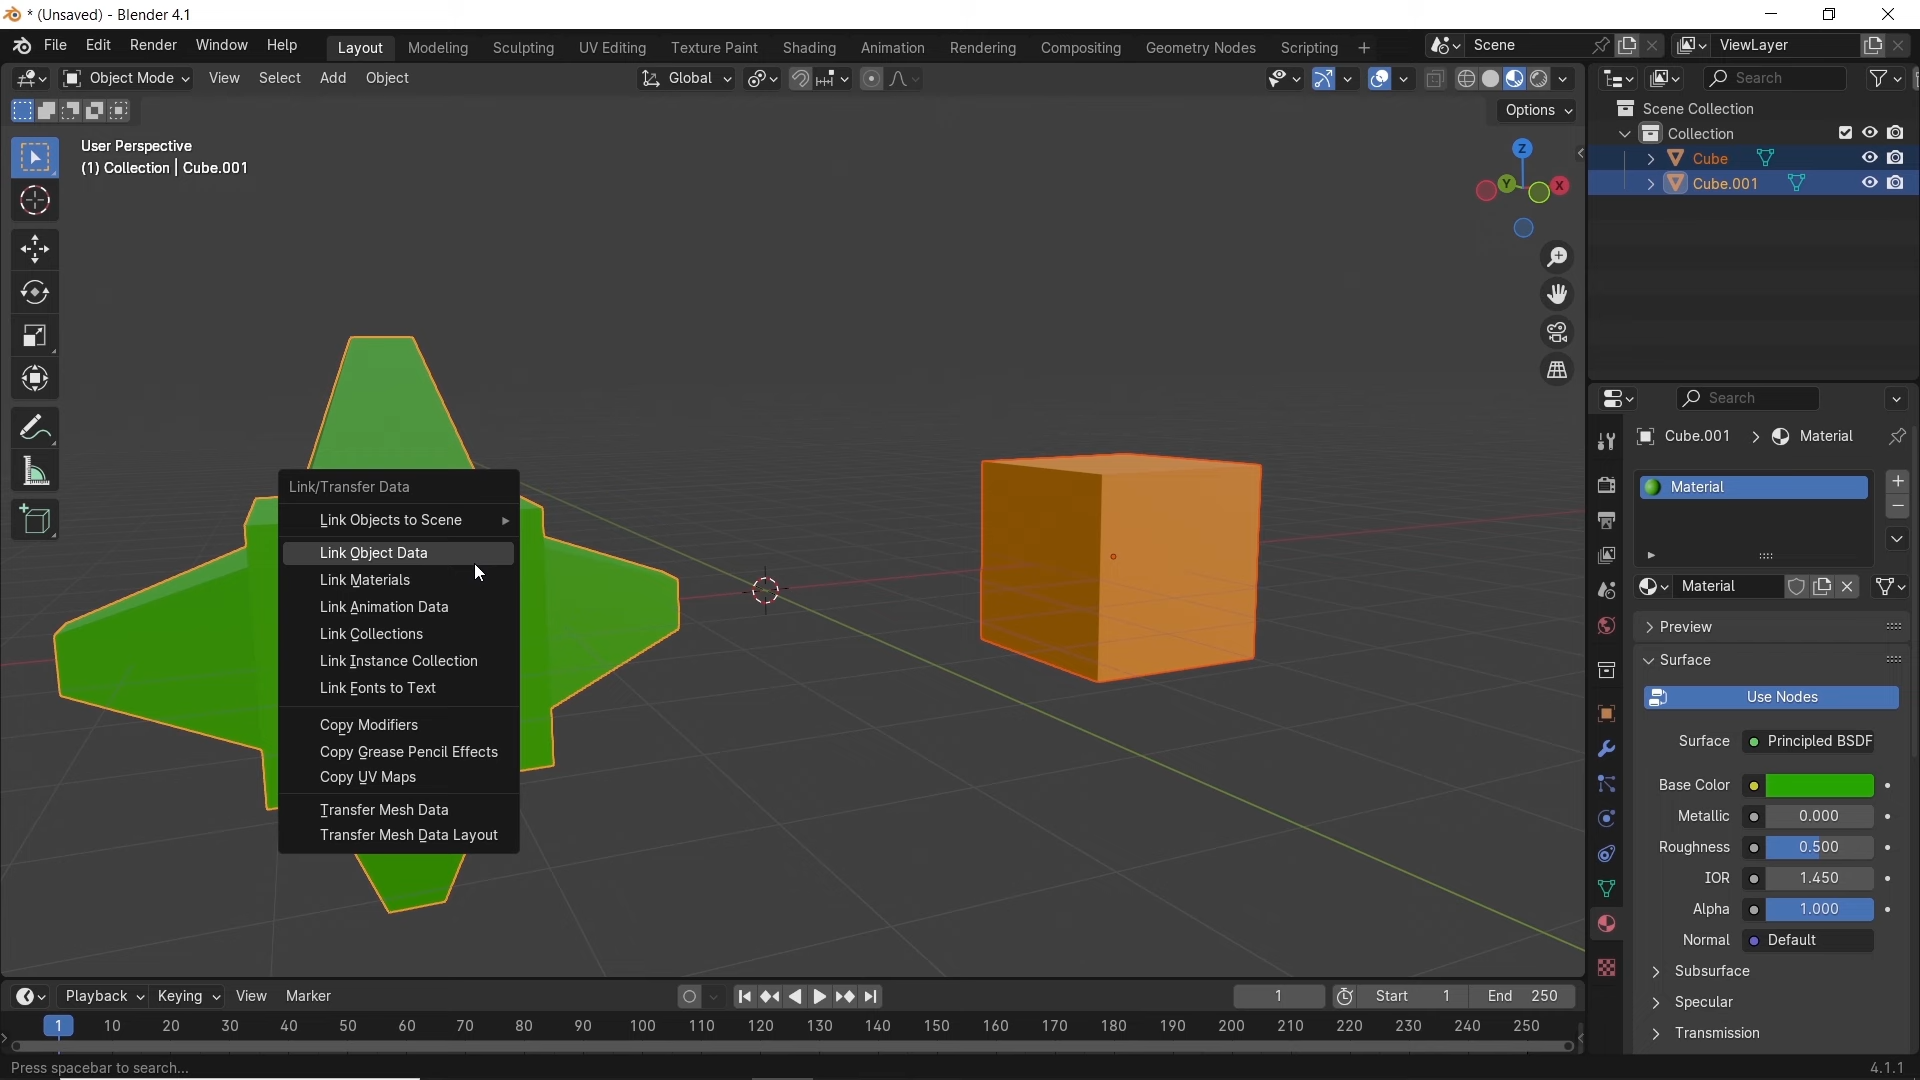 * (Unsaved) - Blender 4.1
File Edit Render Window Help Layout Modeling Sculpting UV Editing Texture Paint Shading Animation Rendering Compositing Geometry Nodes Scripting + Scene ViewLayer
Object Mode View Select Add Object Global Search
Options
User Perspective
(1) Collection | Cube.001
Z
Y X
Scene Collection
Collection
Cube
Cube.001
Link/Transfer Data
Link Objects to Scene
Link Object Data
Link Materials
Link Animation Data
Link Collections
Link Instance Collection
Link Fonts to Text
Copy Modifiers
Copy Grease Pencil Effects
Copy UV Maps
Transfer Mesh Data
Transfer Mesh Data Layout
Search
Cube.001 > Material
Material
Material
Preview
Surface
Use Nodes
Surface Principled BSDF
Base Color
Metallic 0.000
Roughness 0.500
IOR 1.450
Alpha 1.000
Normal Default
Subsurface
Specular
Transmission
Playback Keying View Marker 1 Start 1 End 250
1 10 20 30 40 50 60 70 80 90 100 110 120 130 140 150 160 170 180 190 200 210 220 230 240 250
Press spacebar to search... 4.1.1